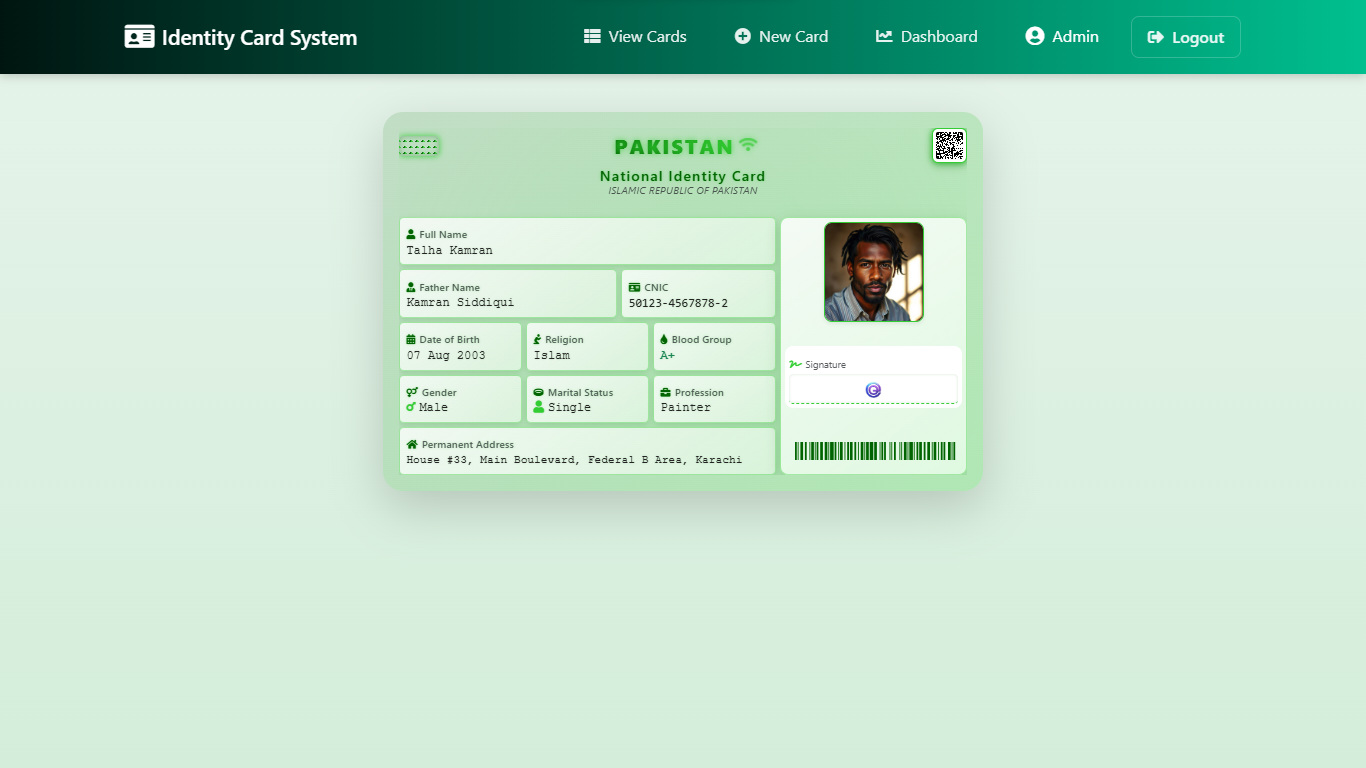 Identity Card System
View Cards
New Card
Dashboard
Admin
Logout
PAKISTAN
National Identity Card
ISLAMIC REPUBLIC OF PAKISTAN
Full Name
Talha Kamran
Father Name
Kamran Siddiqui
CNIC
50123-4567878-2
Date of Birth
07 Aug 2003
Religion
Islam
Blood Group
A+
Gender
Male
Marital Status
Single
Profession
Painter
Permanent Address
House #33, Main Boulevard, Federal B Area, Karachi
Signature